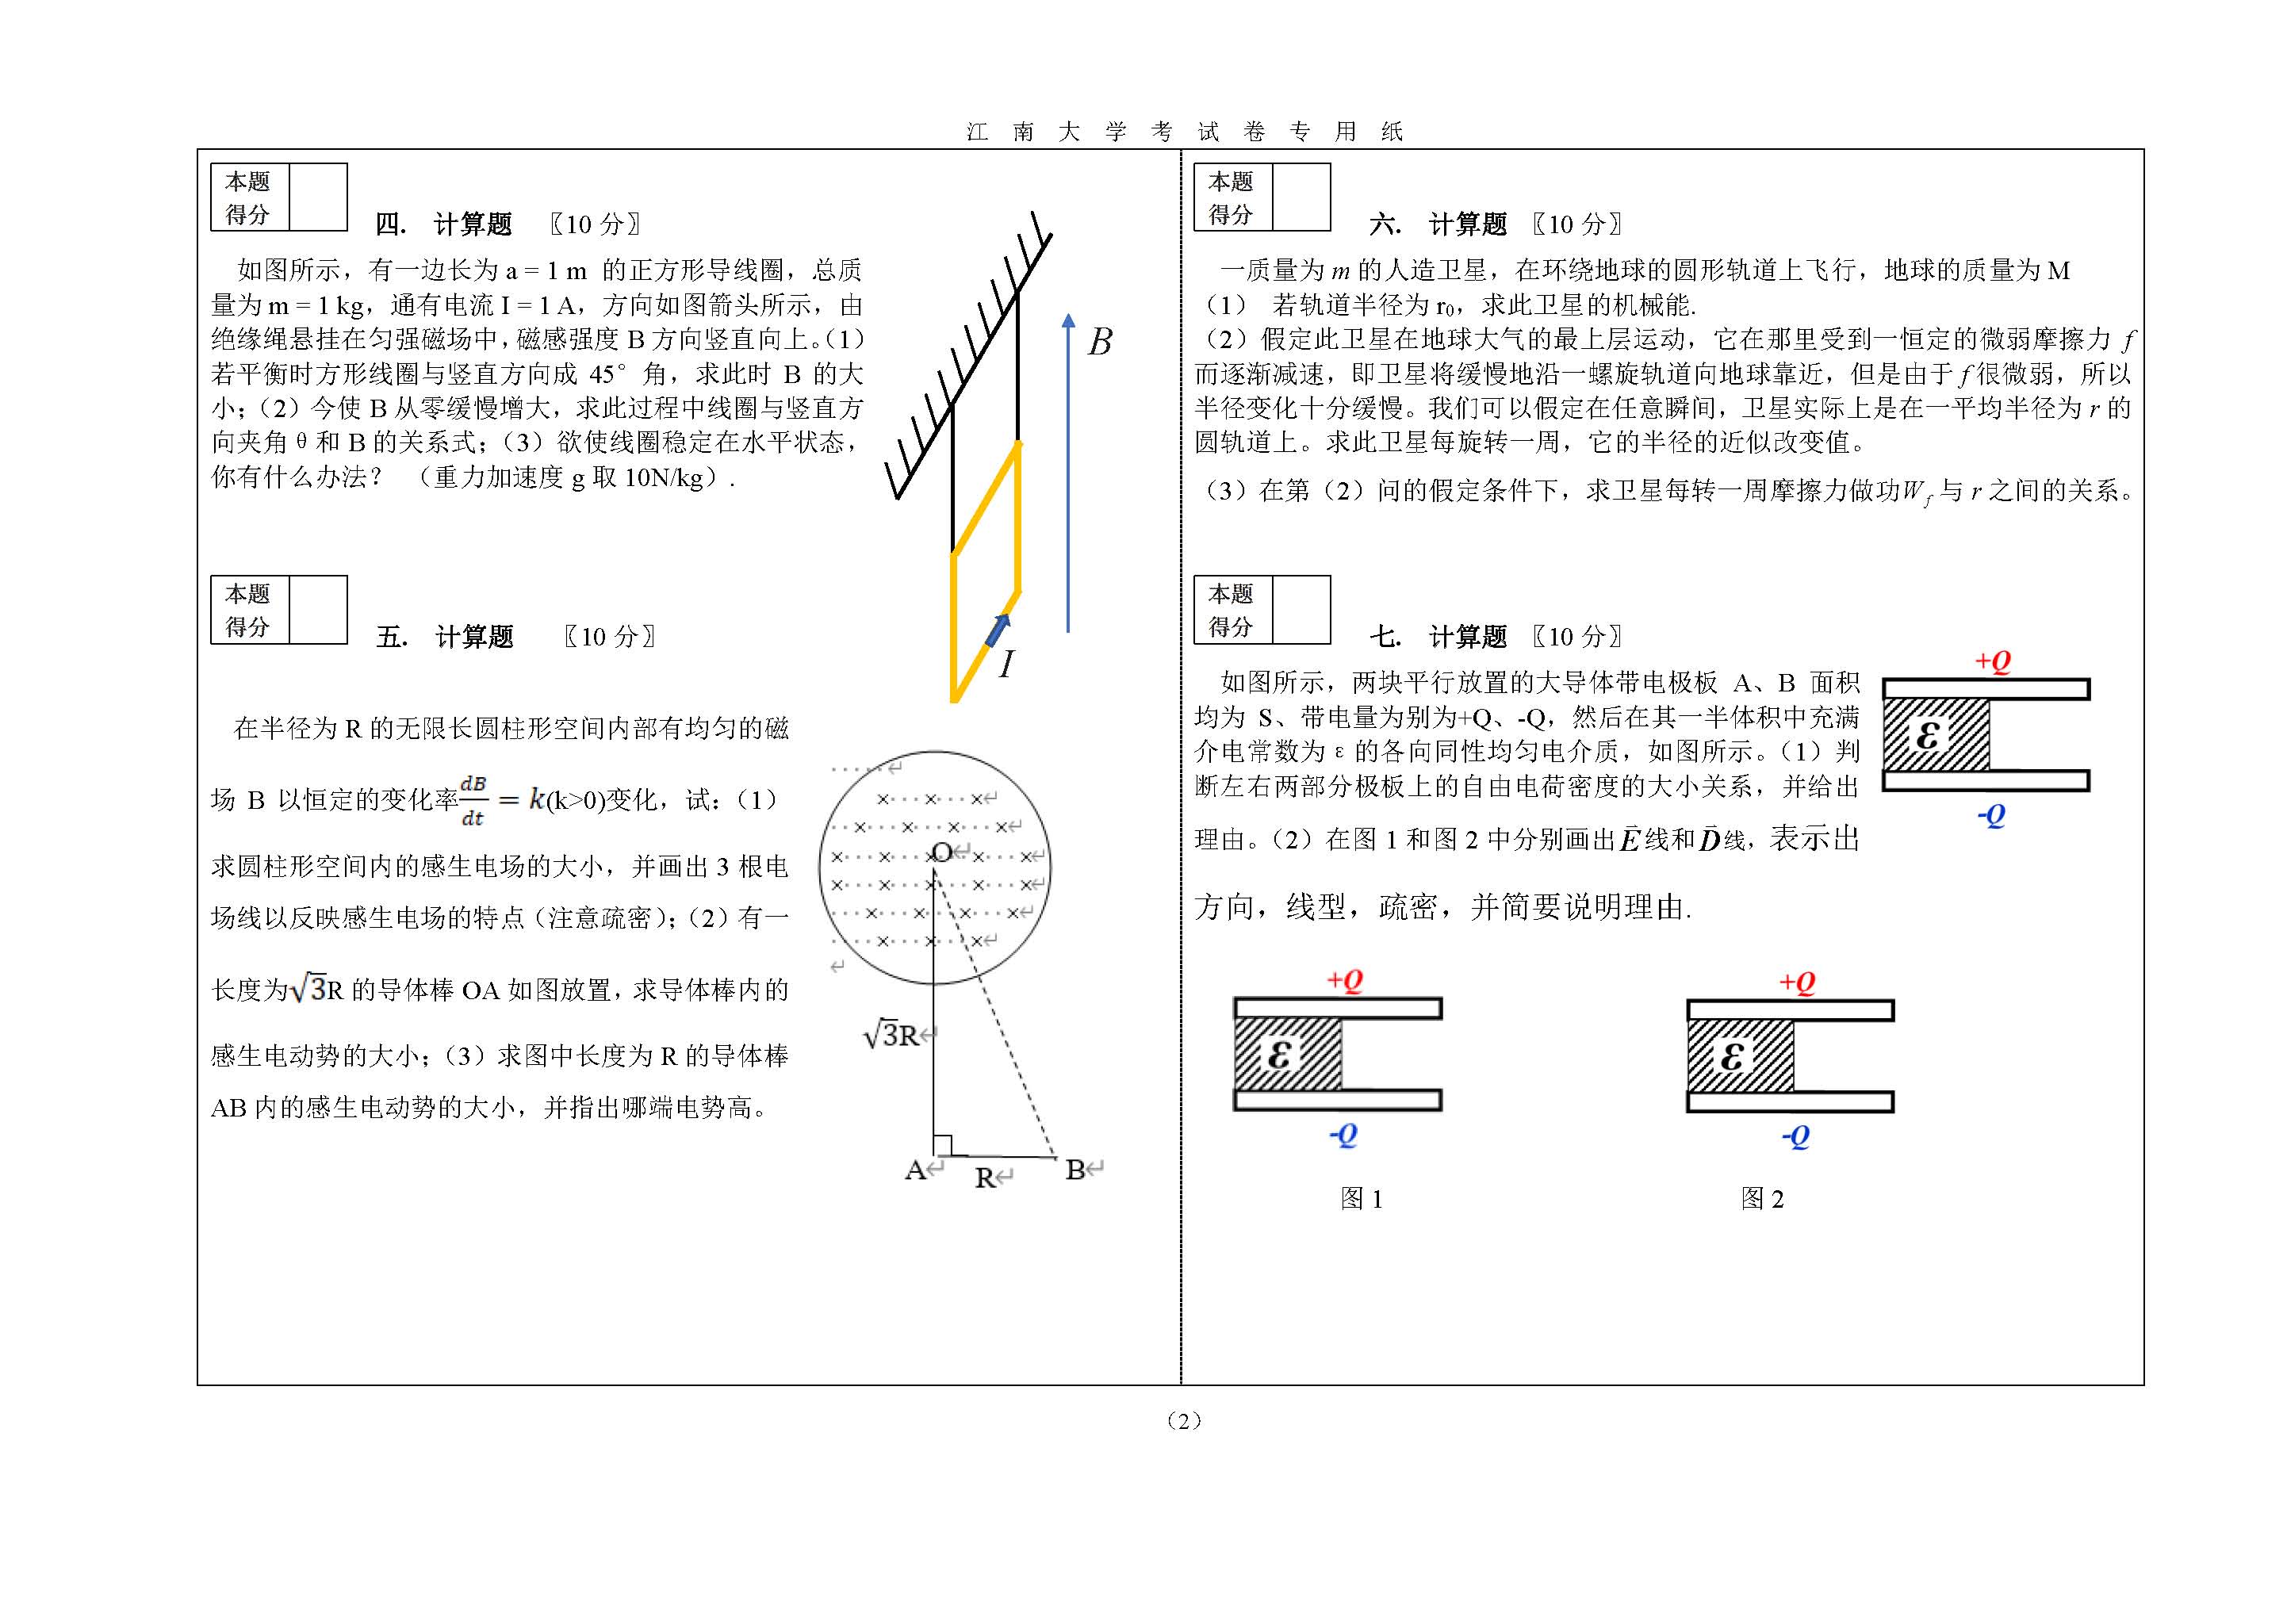 江 南 大 学 考 试 卷 专 用 纸
本题
得分
四. 计算题 〖10 分〗
如图所示，有一边长为 a = 1 m 的正方形导线圈，总质
量为 m = 1 kg，通有电流 I = 1 A，方向如图箭头所示，由
绝缘绳悬挂在匀强磁场中，磁感强度 B 方向竖直向上。（1）
若平衡时方形线圈与竖直方向成 45° 角，求此时 B 的大
小；（2）今使 B 从零缓慢增大，求此过程中线圈与竖直方
向夹角 θ 和 B 的关系式；（3）欲使线圈稳定在水平状态，
你有什么办法？ （重力加速度 g 取 10N/kg）.
B
I
本题
得分
五. 计算题 〖10 分〗
在半径为 R 的无限长圆柱形空间内部有均匀的磁
场 B 以恒定的变化率 dB/dt = k(k>0)变化，试：（1）
求圆柱形空间内的感生电场的大小，并画出 3 根电
场线以反映感生电场的特点（注意疏密）；（2）有一
长度为√3R 的导体棒 OA 如图放置，求导体棒内的
感生电动势的大小；（3）求图中长度为 R 的导体棒
AB 内的感生电动势的大小，并指出哪端电势高。
O
√3R
A
R
B
本题
得分
六. 计算题 〖10 分〗
一质量为 m 的人造卫星，在环绕地球的圆形轨道上飞行，地球的质量为 M
（1） 若轨道半径为 r₀，求此卫星的机械能.
（2）假定此卫星在地球大气的最上层运动，它在那里受到一恒定的微弱摩擦力 f
而逐渐减速，即卫星将缓慢地沿一螺旋轨道向地球靠近，但是由于 f 很微弱，所以
半径变化十分缓慢。我们可以假定在任意瞬间，卫星实际上是在一平均半径为 r 的
圆轨道上。求此卫星每旋转一周，它的半径的近似改变值。
（3）在第（2）问的假定条件下，求卫星每转一周摩擦力做功W_f 与 r 之间的关系。
本题
得分
七. 计算题 〖10 分〗
如图所示，两块平行放置的大导体带电极板 A、B 面积
均为 S、带电量为别为+Q、-Q，然后在其一半体积中充满
介电常数为 ε 的各向同性均匀电介质，如图所示。（1）判
断左右两部分极板上的自由电荷密度的大小关系，并给出
理由。（2）在图 1 和图 2 中分别画出E⃗线和D⃗线，表示出
方向，线型，疏密，并简要说明理由.
+Q
ε
-Q
+Q
ε
-Q
图 1
+Q
ε
-Q
图 2
（2）